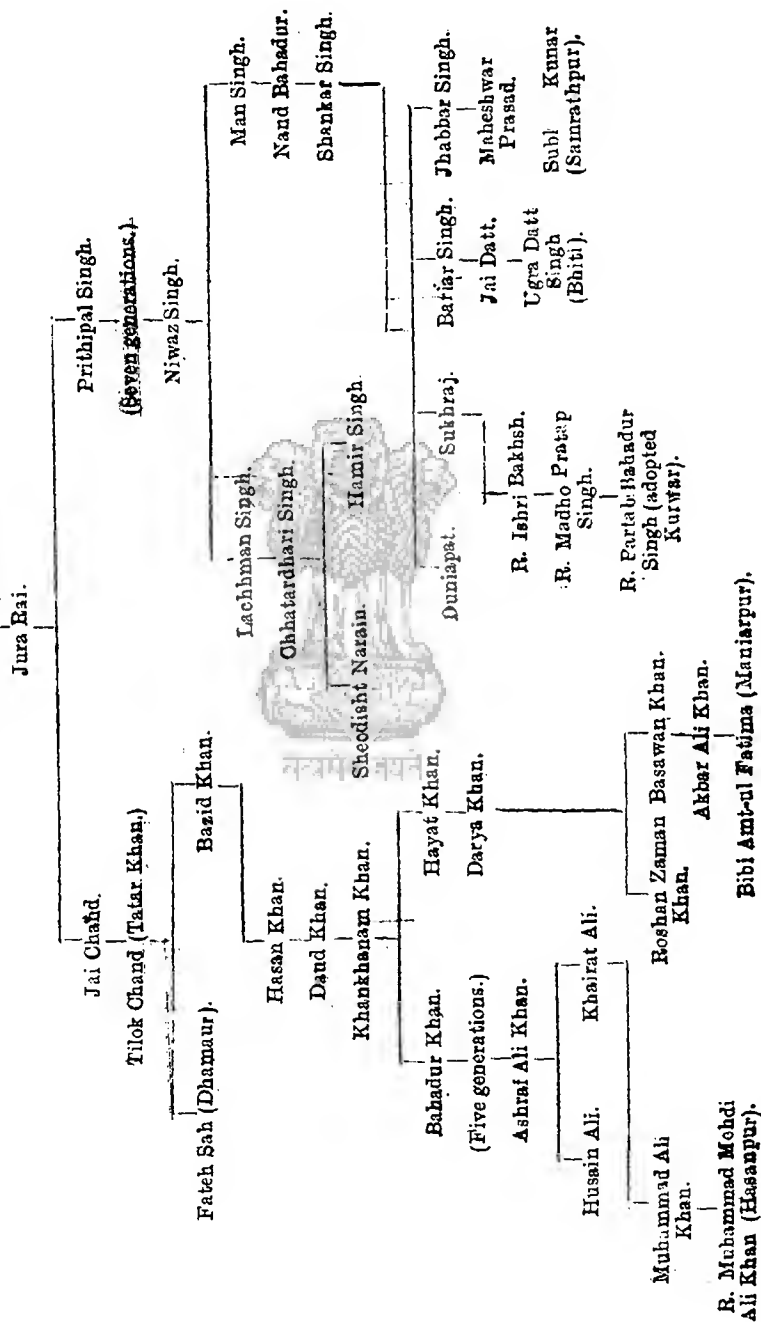 Jura Rai.
Jai Chand.
Prithipal Singh.
Tilok Chand (Tatar Khan.)
(Seven generations.)
Niwaz Singh.
Fateh Sah (Dhamaur).
Bazid Khan.
Lachhman Singh.
Man Singh.
Hasan Khan.
Chhatardhari Singh.
Nand Bahadur.
Daud Khan.
Shankar Singh.
Khankhanam Khan.
Sheodisht Narain.
Hamir Singh.
Bahadur Khan.
Hayat Khan.
Duniapat.
Sukhraj.
Bariar Singh.
Jhabbar Singh.
(Five generations.)
Darya Khan.
R. Ishri Bakhsh.
Jai Datt.
Maheshwar
Prasad.
Ashraf Ali Khan.
R. Madho Pratap
Singh.
Ugra Datt
Singh
(Bhiti).
Subl Kunar
(Samrathpur).
Husain Ali.
Khairat Ali.
R. Partab Bahadur
Singh (adopted
Kurwar).
Muhammad Ali
Khan.
Roshan Zaman
Khan.
Basawan Khan.
Akbar Ali Khan.
R. Muhammad Mohdi
Ali Khan (Hasanpur).
Bibi Amt-ul Fatima (Maniarpur).
सत्यमेव जयते